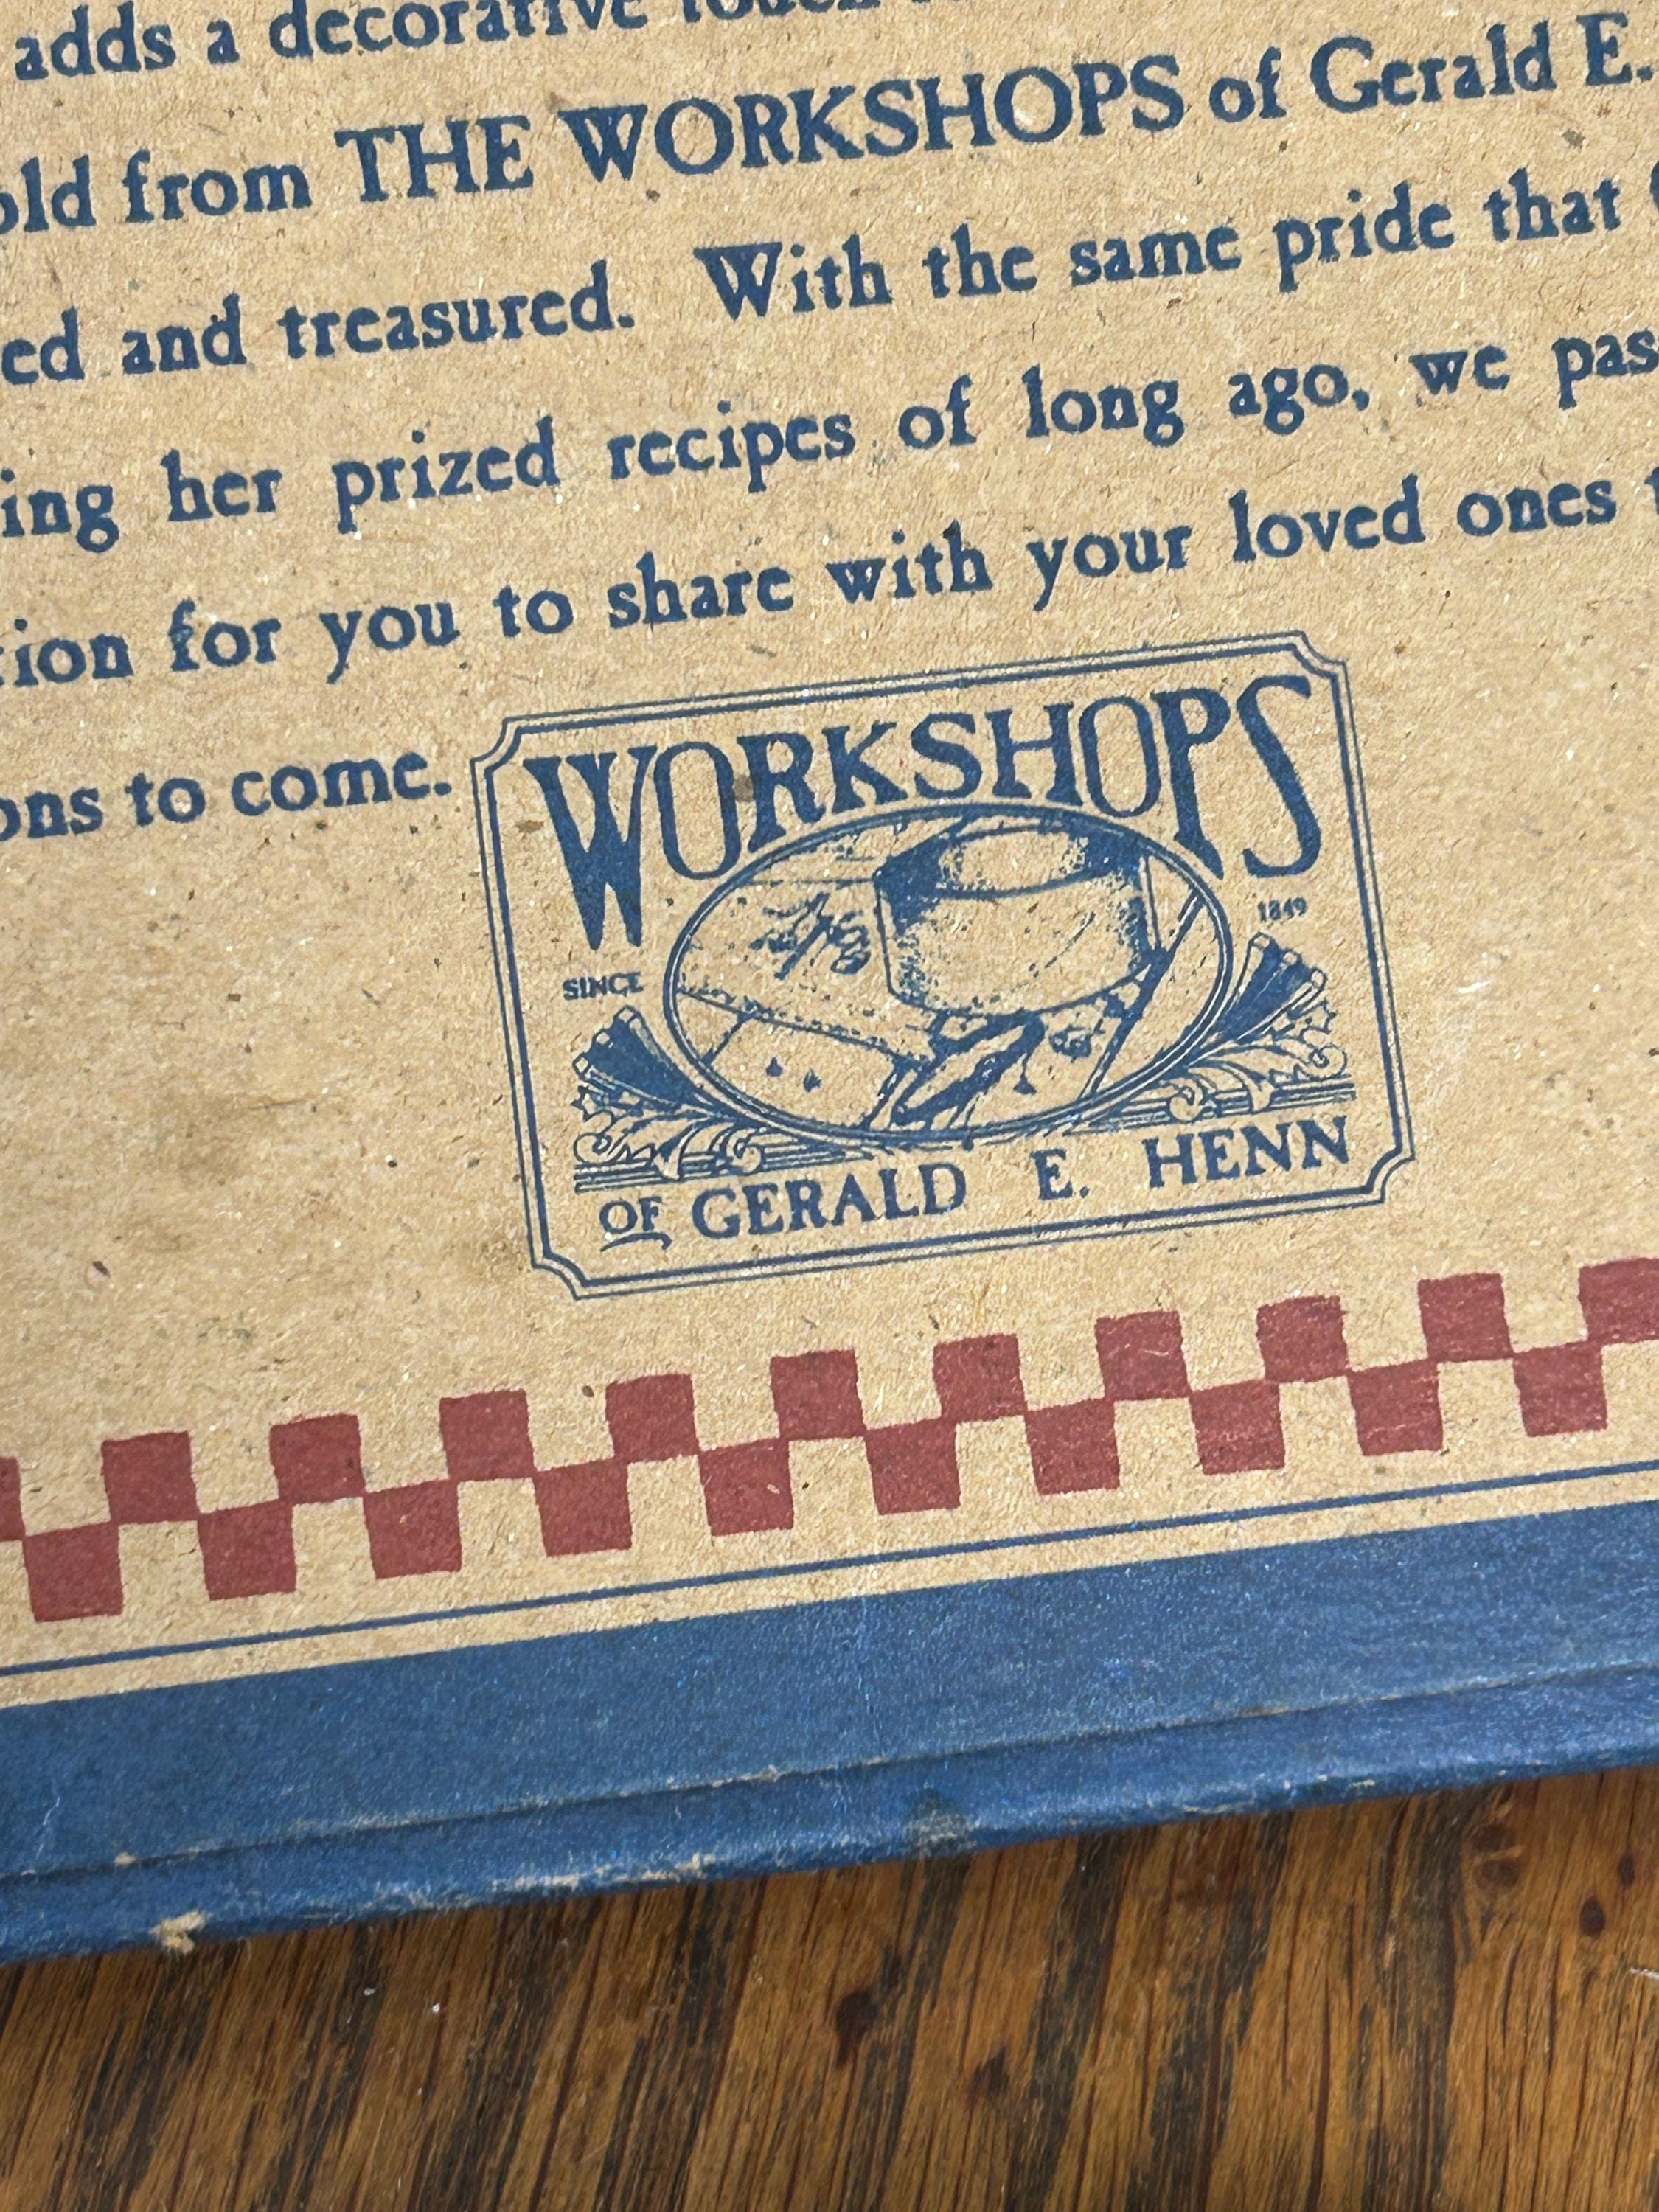 adds a decorative touch
old from THE WORKSHOPS of Gerald E.
ed and treasured. With the same pride that
ing her prized recipes of long ago, we pas
tion for you to share with your loved ones
ons to come.
WORKSHOPS
SINCE 1849
OF GERALD E. HENN